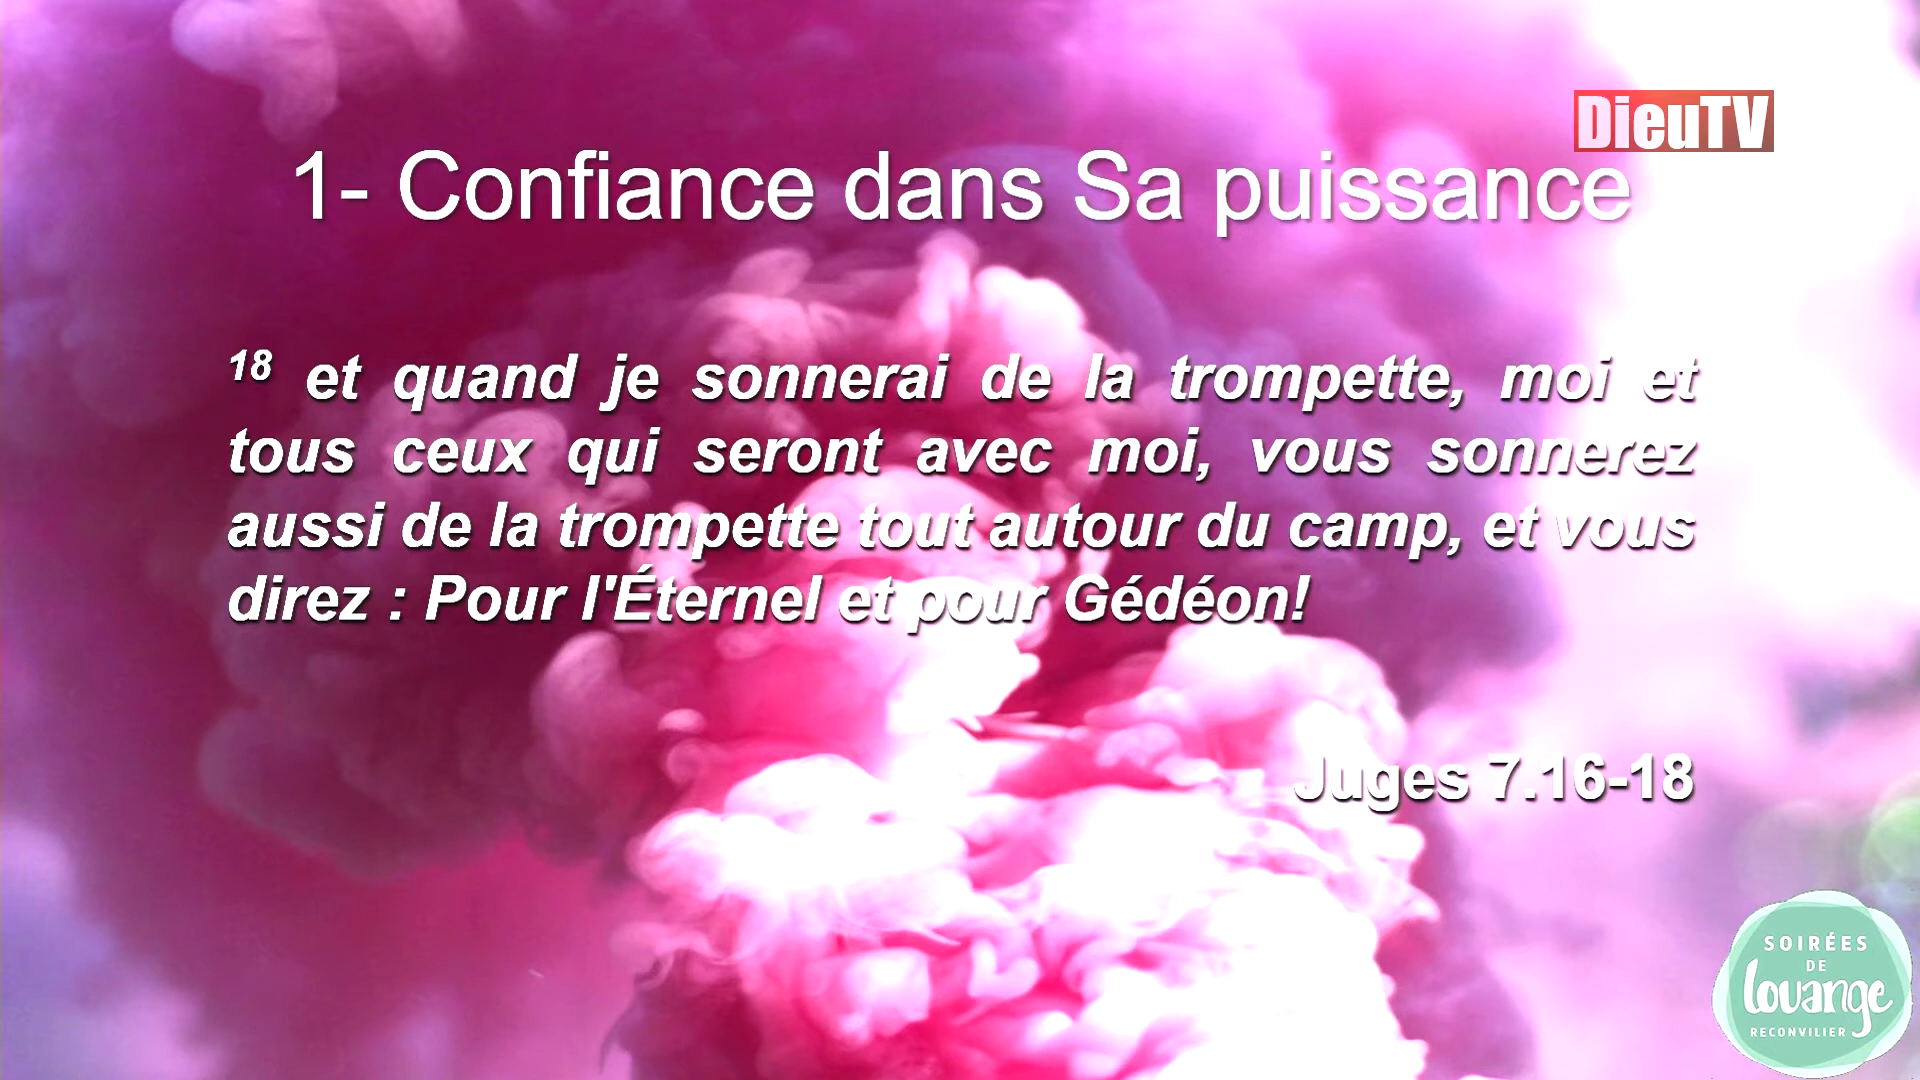 DieuTV
1- Confiance dans Sa puissance
18 et quand je sonnerai de la trompette, moi et
tous ceux qui seront avec moi, vous sonnerez
aussi de la trompette tout autour du camp, et vous
direz : Pour l'Éternel et pour Gédéon!
Juges 7.16-18
SOIRÉES
DE
louange
RECONVILIER